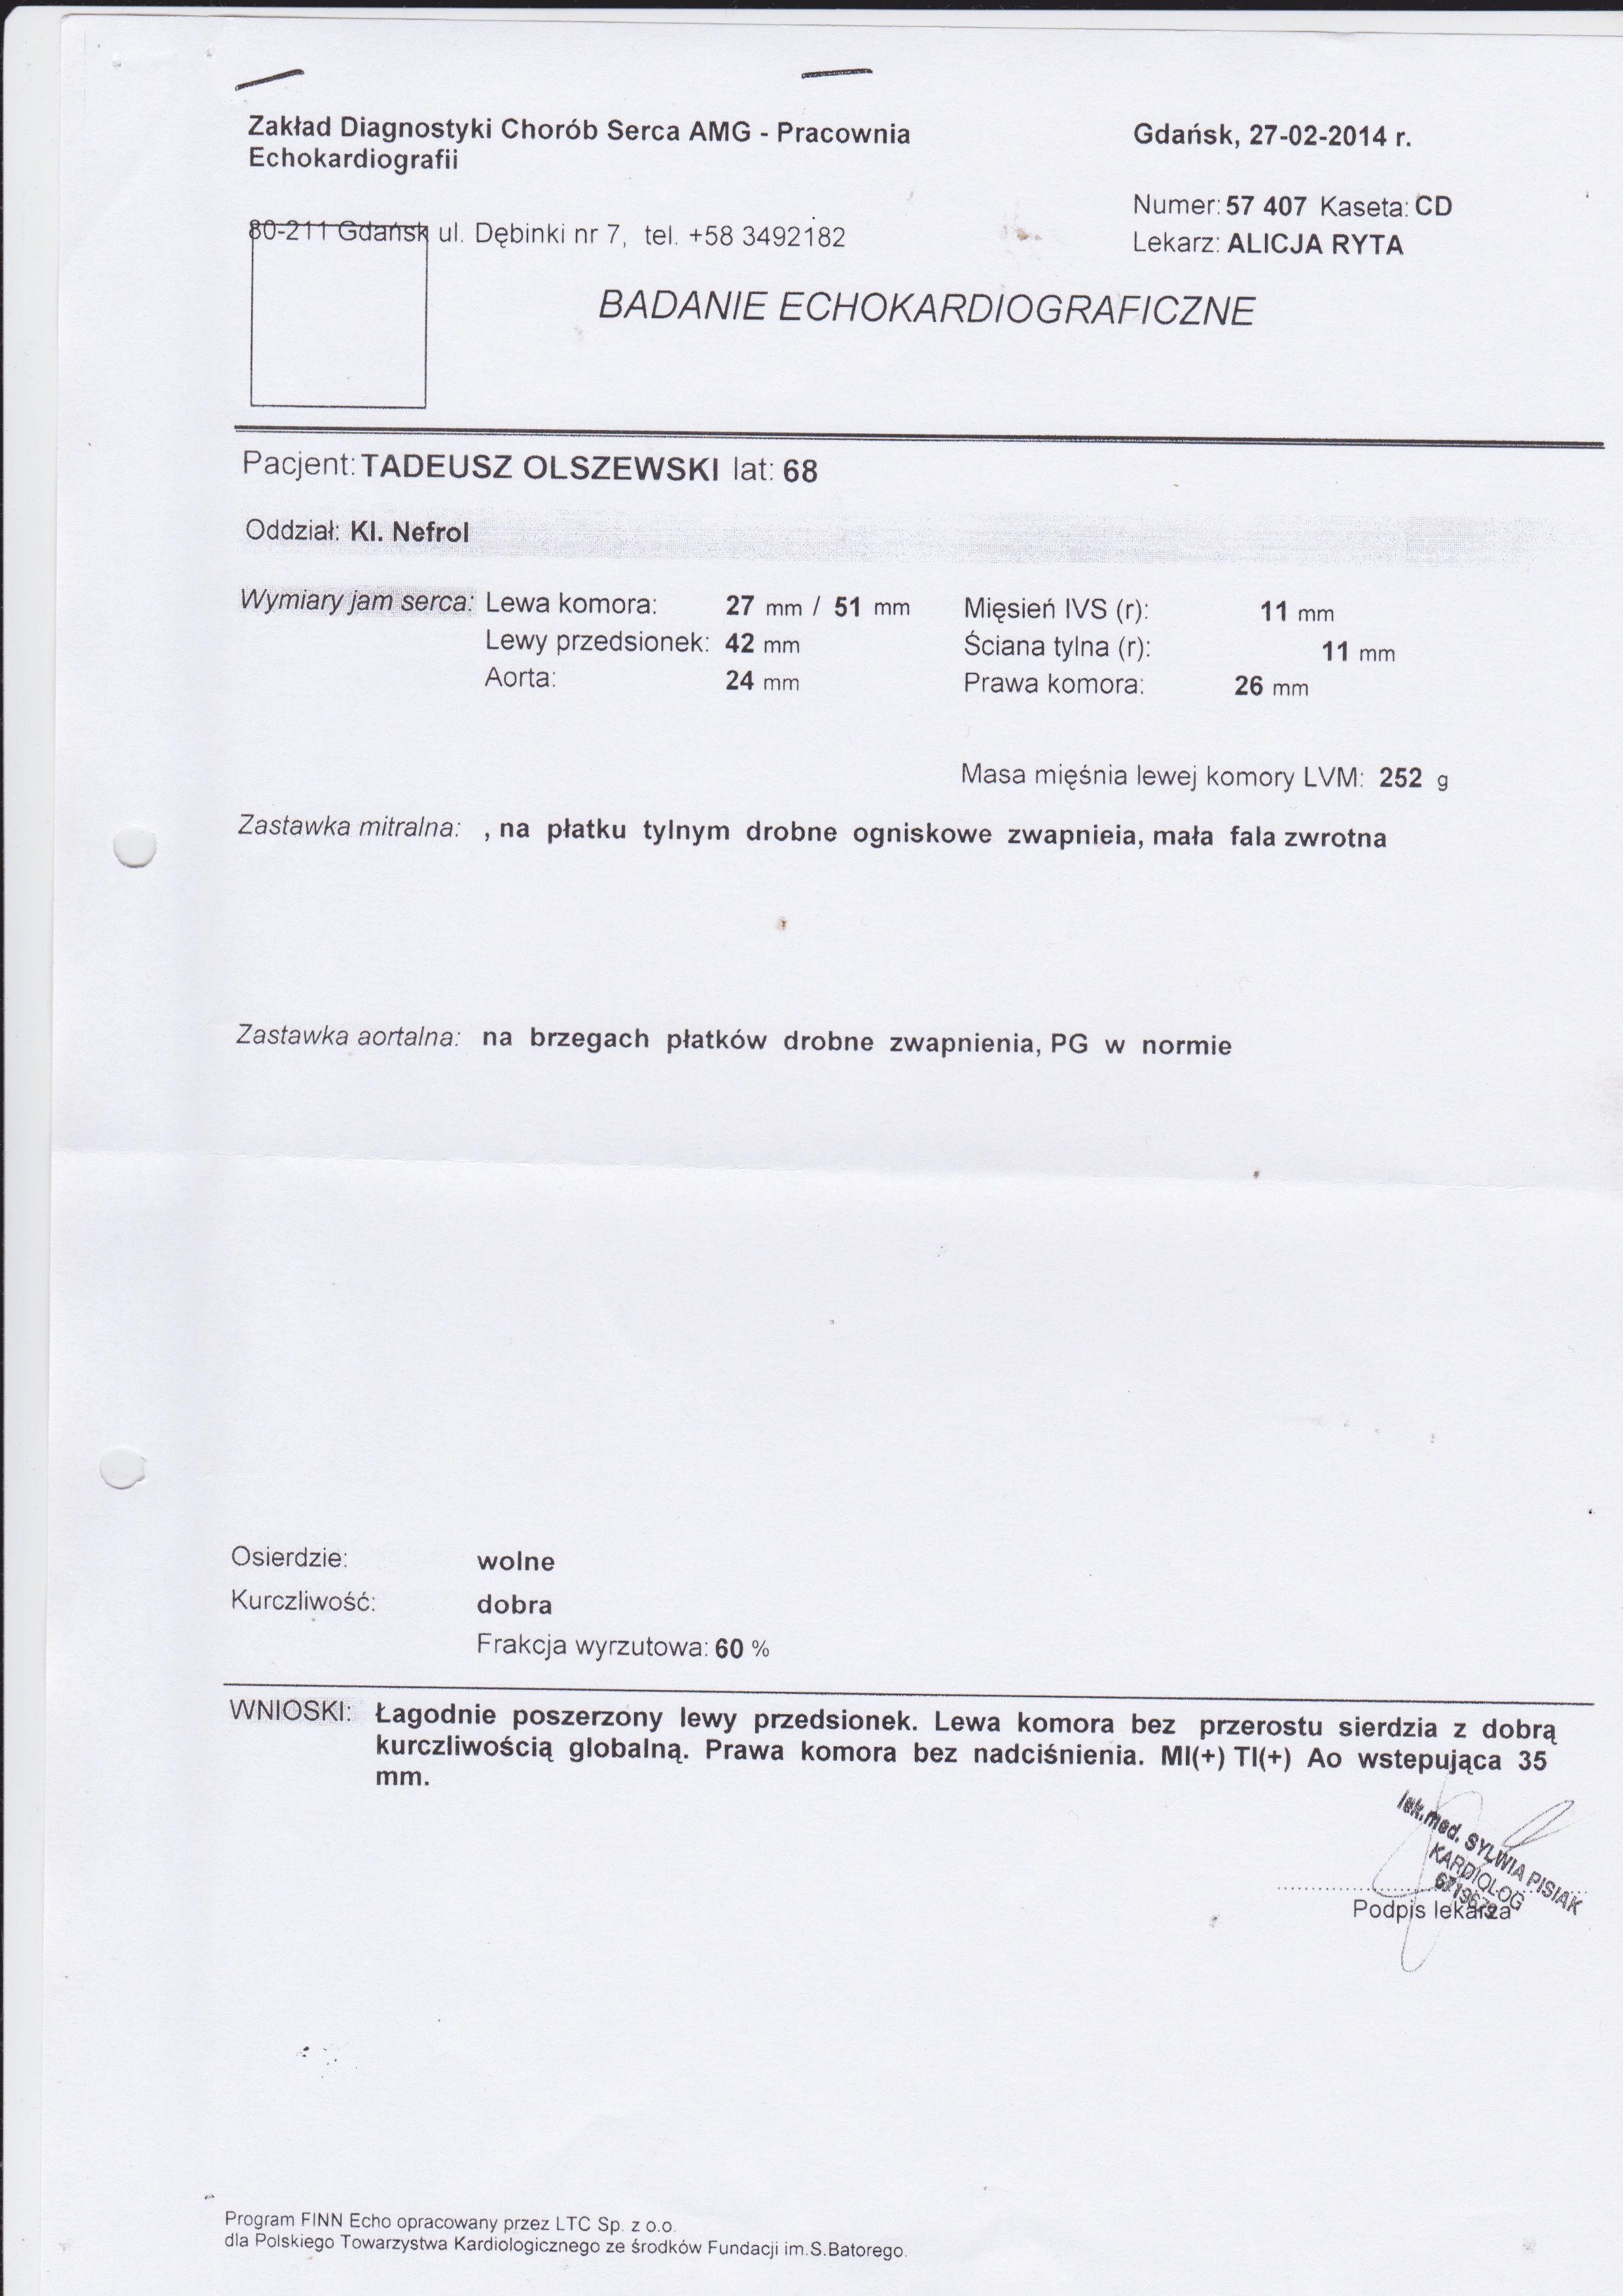 Zakład Diagnostyki Chorób Serca AMG - Pracownia
Echokardiografii
Gdańsk, 27-02-2014 r.
Numer: 57 407 Kaseta: CD
Lekarz: ALICJA RYTA
80-211 Gdańsk ul. Dębinki nr 7, tel. +58 3492182
BADANIE ECHOKARDIOGRAFICZNE
Pacjent: TADEUSZ OLSZEWSKI lat: 68
Oddział: Kl. Nefrol
Wymiary jam serca: Lewa komora: 27 mm / 51 mm Mięsień IVS (r): 11 mm
Lewy przedsionek: 42 mm Ściana tylna (r): 11 mm
Aorta: 24 mm Prawa komora: 26 mm
Masa mięśnia lewej komory LVM: 252 g
Zastawka mitralna: , na płatku tylnym drobne ogniskowe zwapnieia, mała fala zwrotna
Zastawka aortalna: na brzegach płatków drobne zwapnienia, PG w normie
Osierdzie: wolne
Kurczliwość: dobra
Frakcja wyrzutowa: 60 %
WNIOSKI: Łagodnie poszerzony lewy przedsionek. Lewa komora bez przerostu sierdzia z dobrą
kurczliwością globalną. Prawa komora bez nadciśnienia. MI(+) TI(+) Ao wstepująca 35
mm.
lek.med. SYLWIA PISIAK
KARDIOLOG
Podpis lekarza
Program FINN Echo opracowany przez LTC Sp. z o.o.
dla Polskiego Towarzystwa Kardiologicznego ze środków Fundacji im.S.Batorego.